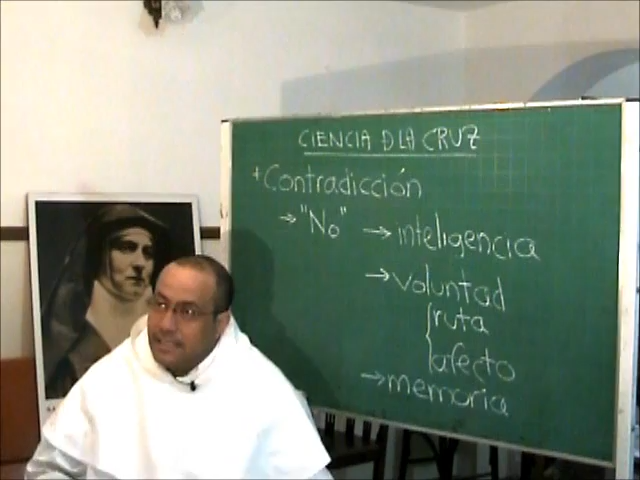 CIENCIA D LA CRUZ
+ Contradicción
→ "No" → inteligencia
→ voluntad
ruta
afecto
→ memoria